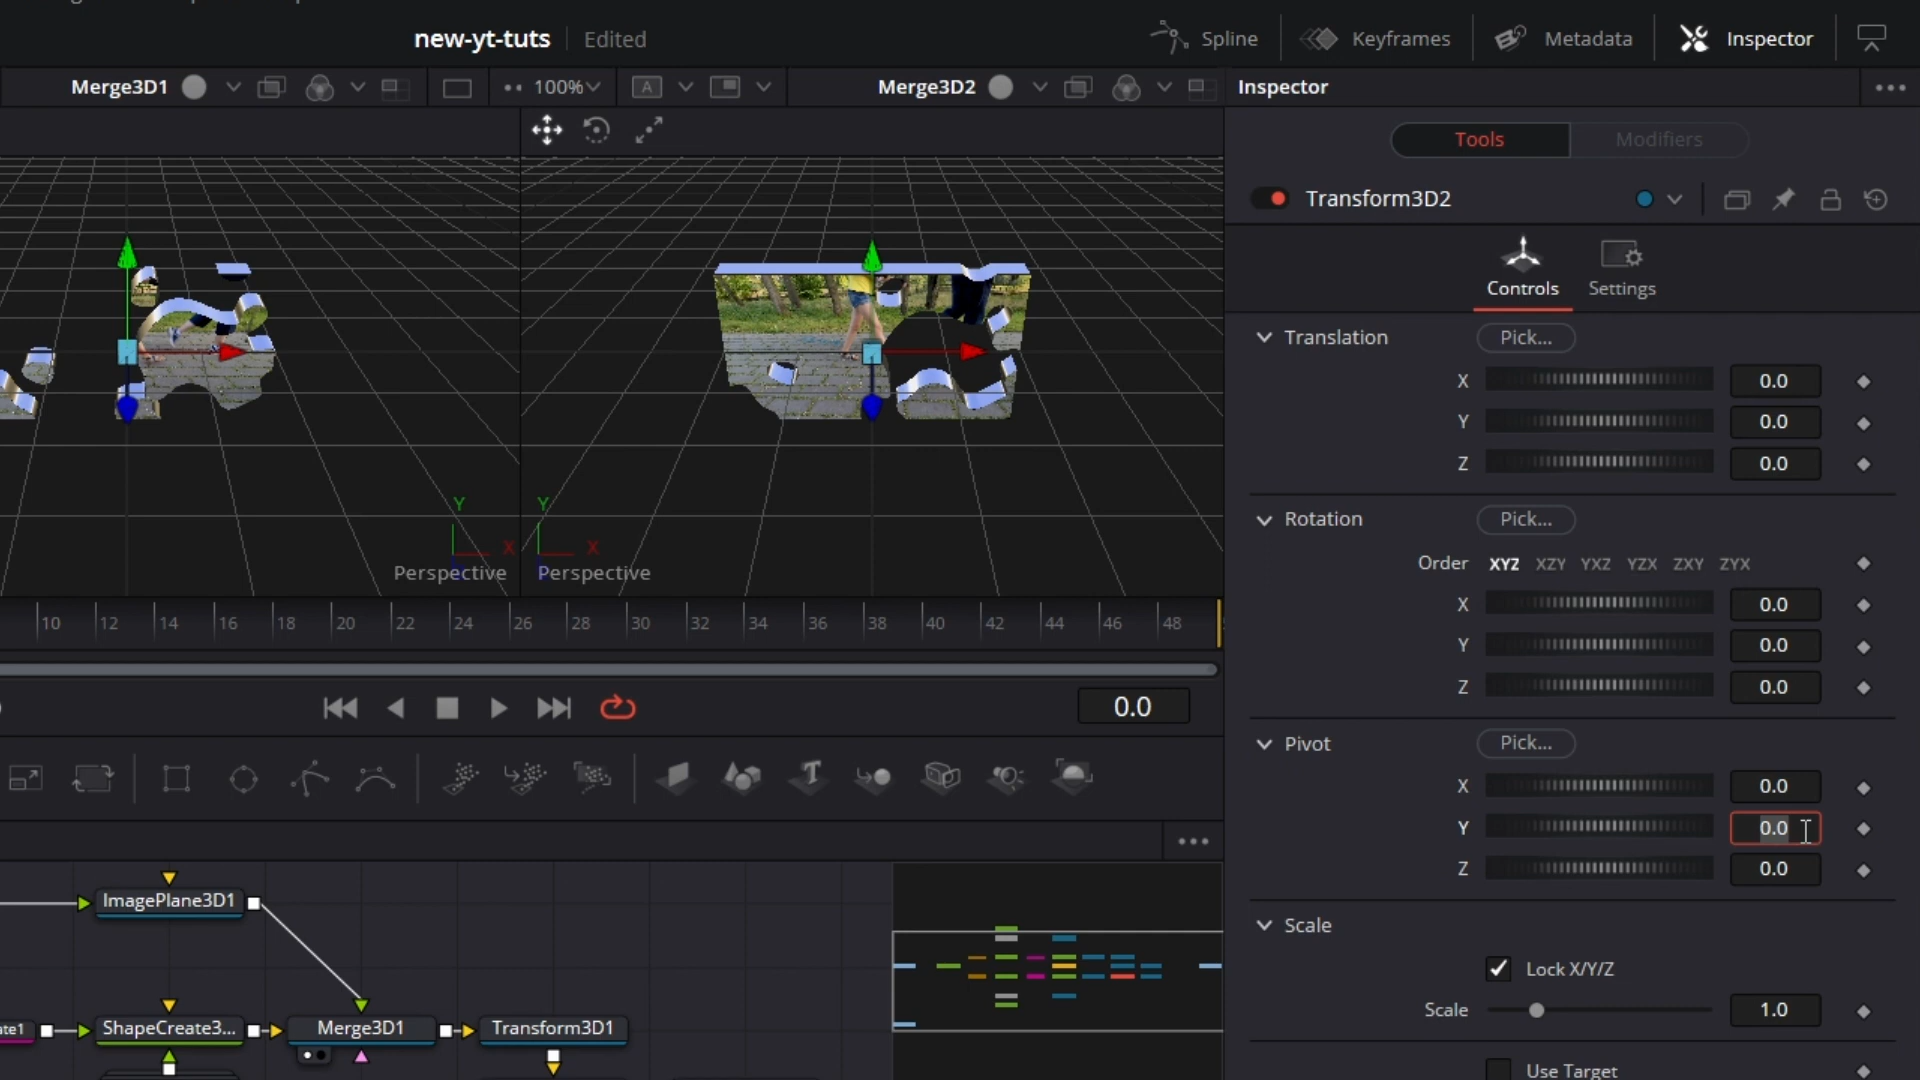 new-yt-tuts
Edited
Spline
Keyframes
Metadata
Inspector
Merge3D1
100%
A
Merge3D2
Inspector
Tools
Modifiers
Transform3D2
Controls
Settings
Translation
Pick...
X
0.0
Y
0.0
Z
0.0
Rotation
Pick...
Order XYZ XZY YXZ YZX ZXY ZYX
X
0.0
Y
0.0
Z
0.0
Pivot
Pick...
X
0.0
Y
0.0
Z
0.0
Scale
Lock X/Y/Z
Scale
1.0
Use Target
Y
X
Perspective
Y
X
Perspective
10 12 14 16 18 20 22 24 26 28 30 32 34 36 38 40 42 44 46 48
0.0
T
ImagePlane3D1
ate1
ShapeCreate3...
Merge3D1
Transform3D1